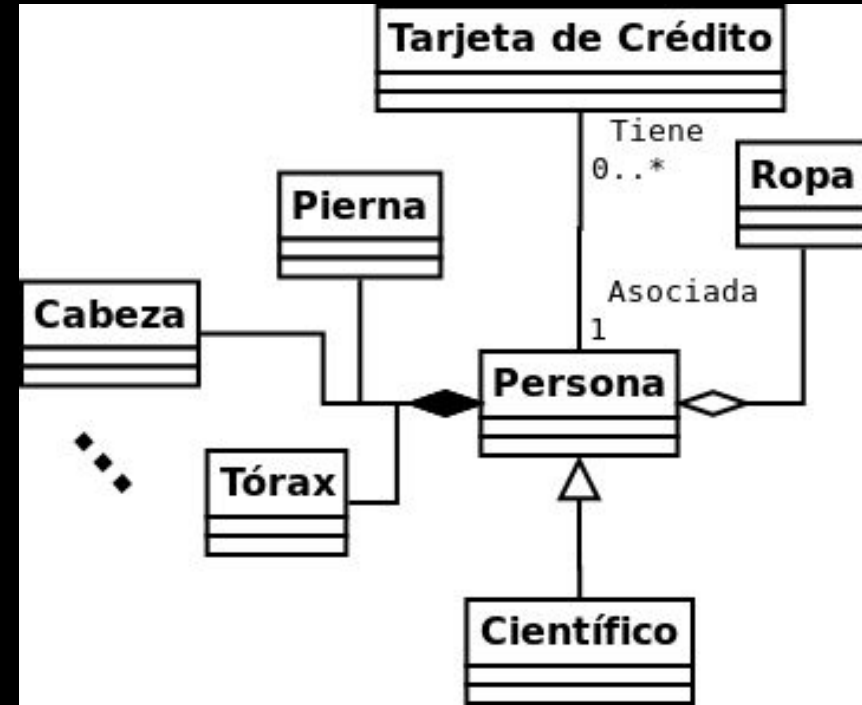 Tarjeta de Crédito
Tiene
0..*
Ropa
Pierna
Cabeza
Asociada
1
Persona
Tórax
Científico